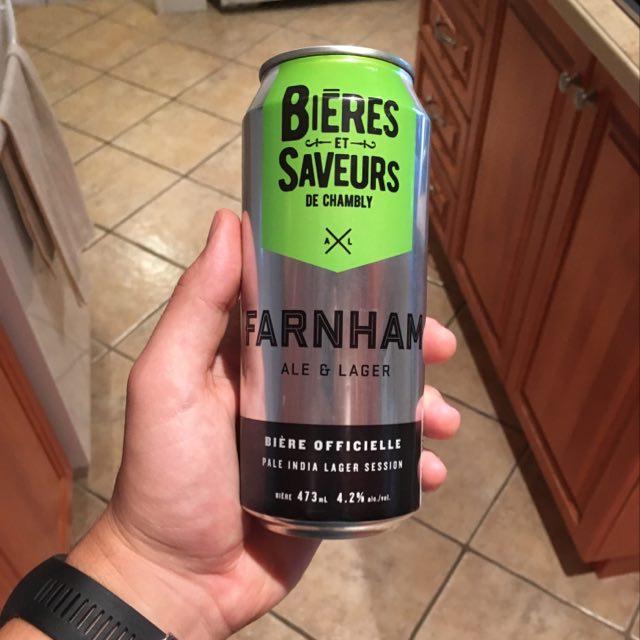 BIÈRES
ET
SAVEURS
DE CHAMBLY
A L
FARNHAM
ALE & LAGER
BIÈRE OFFICIELLE
PALE INDIA LAGER SESSION
BIÈRE 473mL 4.2% alc./vol.